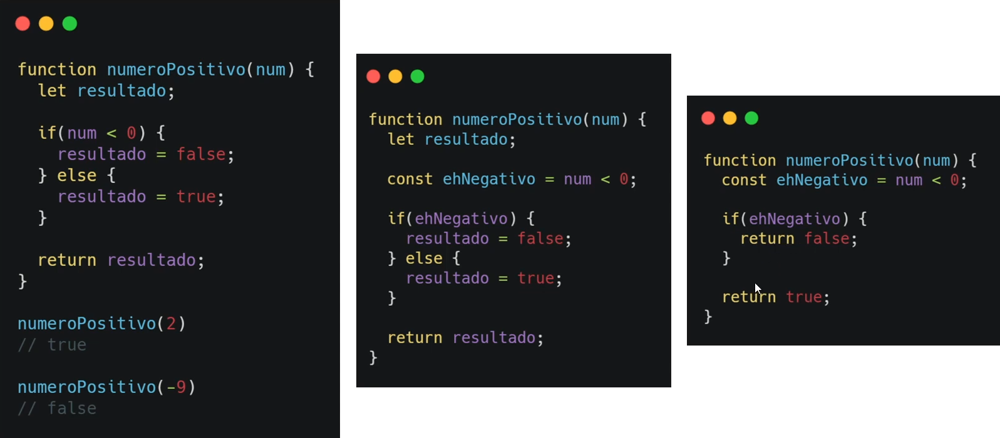 function numeroPositivo(num) {
  let resultado;

  if(num < 0) {
    resultado = false;
  } else {
    resultado = true;
  }

  return resultado;
}

numeroPositivo(2)
// true

numeroPositivo(-9)
// false

function numeroPositivo(num) {
  let resultado;

  const ehNegativo = num < 0;

  if(ehNegativo) {
    resultado = false;
  } else {
    resultado = true;
  }

  return resultado;
}

function numeroPositivo(num) {
  const ehNegativo = num < 0;

  if(ehNegativo) {
    return false;
  }

  return true;
}